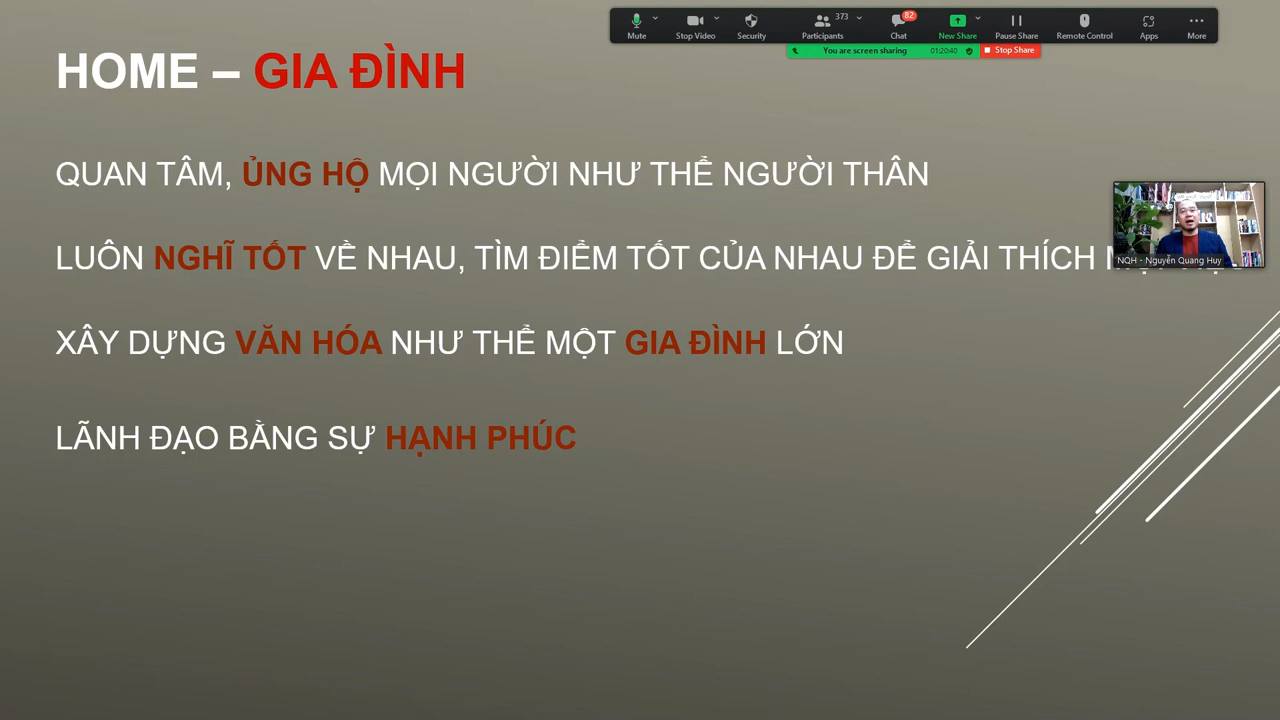 373
82
Mute
Stop Video
Security
Participants
Chat
New Share
Pause Share
Remote Control
Apps
More
You are screen sharing
01:20:40
Stop Share
HOME – GIA ĐÌNH
QUAN TÂM, ỦNG HỘ MỌI NGƯỜI NHƯ THỂ NGƯỜI THÂN
LUÔN NGHĨ TỐT VỀ NHAU, TÌM ĐIỂM TỐT CỦA NHAU ĐỂ GIẢI THÍCH
NQH - Nguyễn Quang Huy
XÂY DỰNG VĂN HÓA NHƯ THỂ MỘT GIA ĐÌNH LỚN
LÃNH ĐẠO BẰNG SỰ HẠNH PHÚC